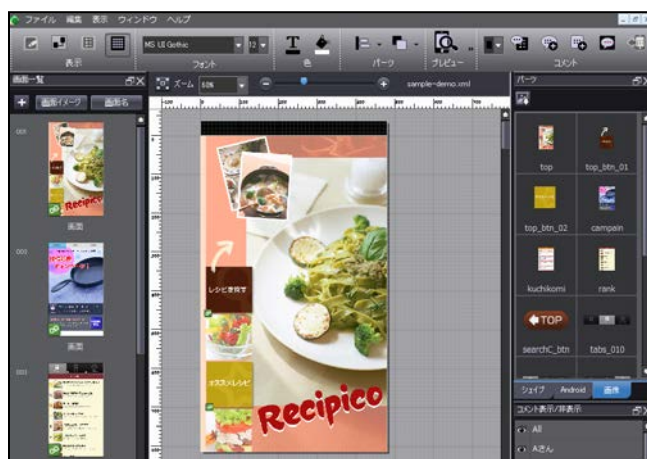 ファイル 編集 表示 ウィンドウ ヘルプ
MS UI Gothic 12
表示 フォント 色 パーツ プレビュー コメント
画面一覧
ズーム 60% sample-demo.xml
パーツ
画面イメージ 画面名
001
Recipico
画面
002
画面
003
レシピを探す
オススメレシピ
Recipico
top top_btn_01
top_btn_02 campain
kuchikomi rank
TOP
searchC_btn tabs_010
シェイプ Android 画像
コメント表示/非表示
All
Aさん